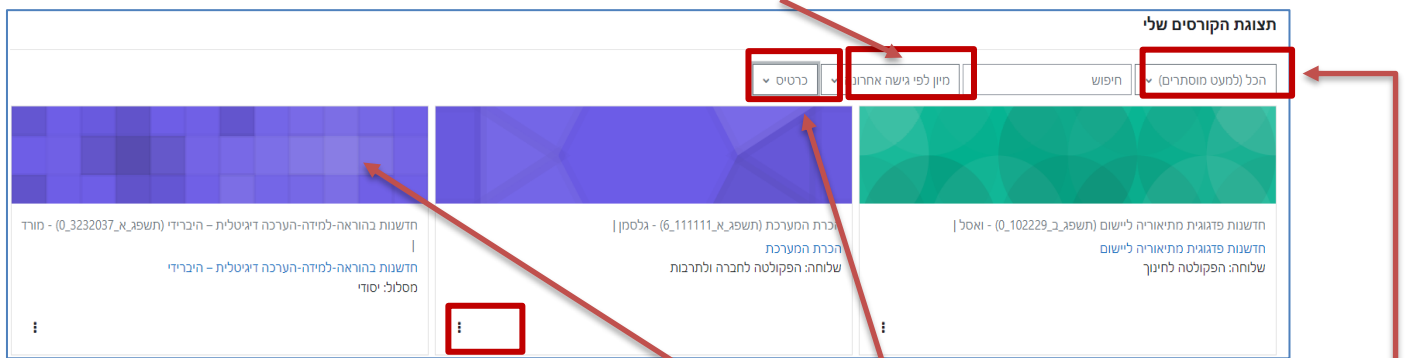 תצוגת הקורסים שלי
הכל (למעט מוסתרים)
חיפוש
מיון לפי גישה אחרונה
כרטיס
חדשנות פדגוגית מתיאוריה ליישום (תשפג_ב_102229_0) - ואסל |
חדשנות פדגוגית מתיאוריה ליישום
שלוחה: הפקולטה לחינוך
הכרת המערכת (תשפג_א_111111_6) - גלסמן |
הכרת המערכת
שלוחה: הפקולטה לחברה ולתרבות
חדשנות בהוראה-למידה-הערכה דיגיטלית – היברידי (תשפג_א_3232037_0) - מורד
|
חדשנות בהוראה-למידה-הערכה דיגיטלית – היברידי
מסלול: יסודי